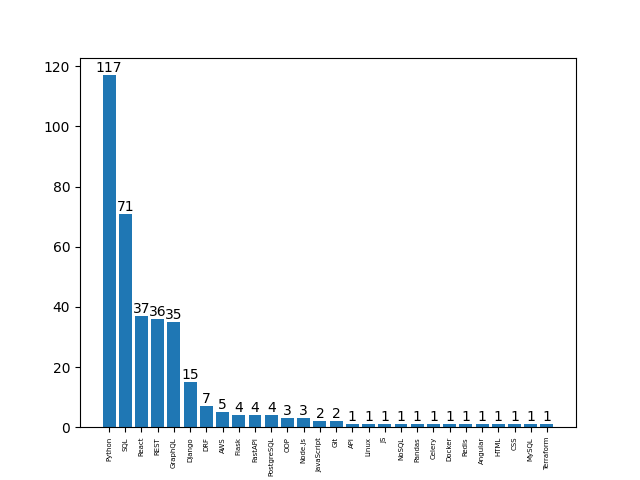 120
100
80
60
40
20
0
117
71
37
36
35
15
7
5
4
4
4
3
3
2
2
1
1
1
1
1
1
1
1
1
1
1
1
1
Python
SQL
React
REST
GraphQL
Django
DRF
AWS
Flask
FastAPI
PostgreSQL
OOP
Node.js
JavaScript
Git
API
Linux
JS
NoSQL
Pandas
Celery
Docker
Redis
Angular
HTML
CSS
MySQL
Terraform